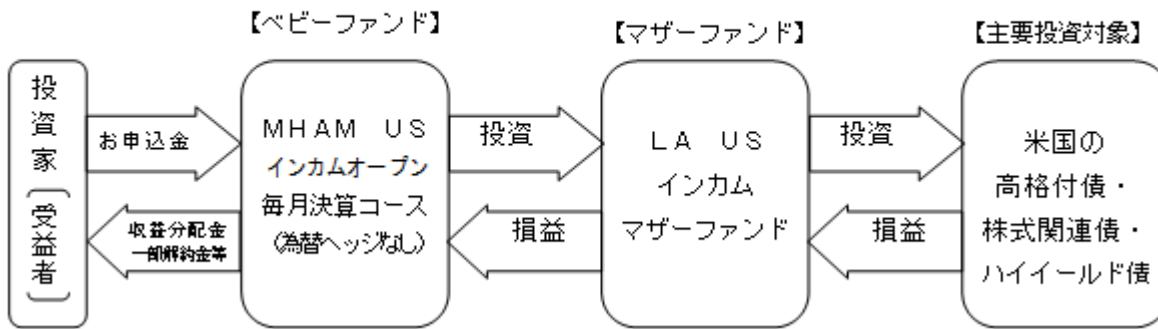 【ベビーファンド】
【マザーファンド】
【主要投資対象】
投資家〔受益者〕
お申込金
収益分配金
一部解約金等
ＭＨＡＭ　ＵＳ
インカムオープン
毎月決算コース
（為替ヘッジなし）
投資
損益
ＬＡ　ＵＳ
インカム
マザーファンド
投資
損益
米国の
高格付債・
株式関連債・
ハイイールド債